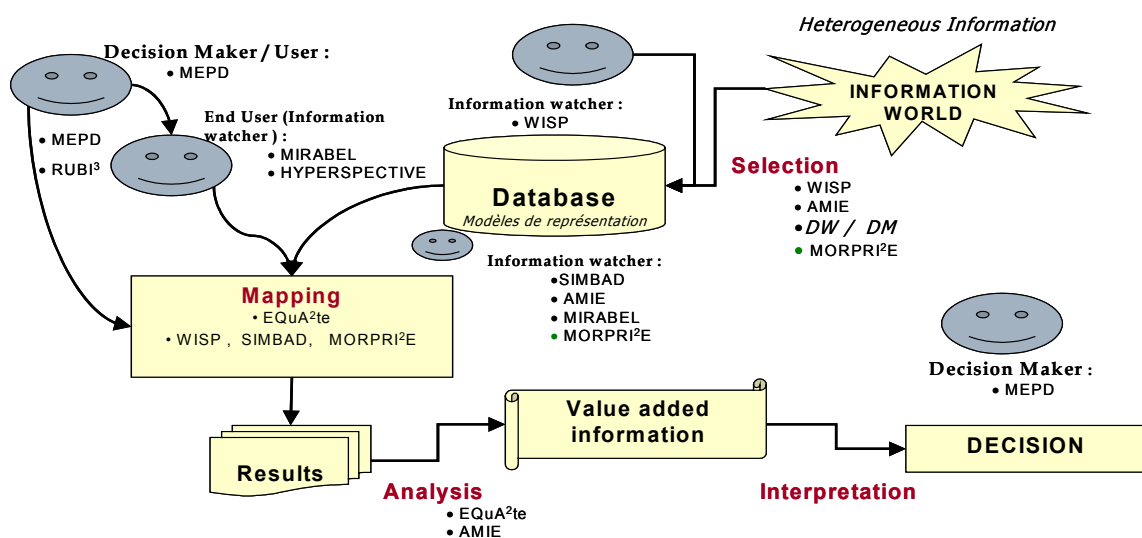 Heterogeneous Information
Decision Maker / User :
• MEPD
INFORMATION
WORLD
End User (Information
watcher ) :
• MIRABEL
• HYPERSPECTIVE
• MEPD
• RUBI³
Information watcher :
• WISP
Database
Modèles de représentation
Selection
• WISP
• AMIE
• DW / DM
• MORPRI²E
Information watcher :
•SIMBAD
• AMIE
• MIRABEL
• MORPRI²E
Mapping
• EQuA²te
• WISP , SIMBAD, MORPRI²E
Decision Maker :
• MEPD
Results
Value added
information
DECISION
Analysis
• EQuA²te
• AMIE
Interpretation